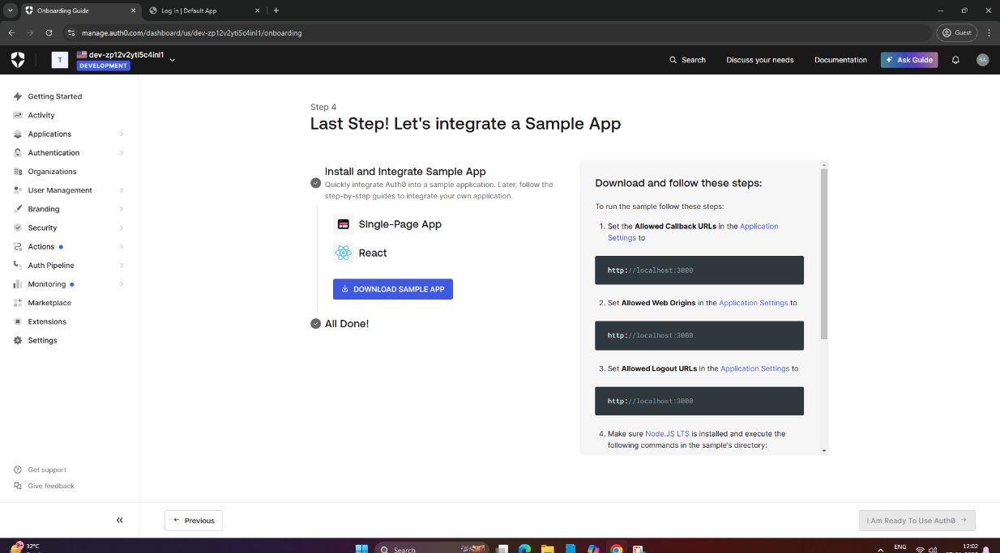 Onboarding Guide
Log in | Default App
manage.auth0.com/dashboard/us/dev-zp12v2yti5c4inl1/onboarding
Guest
T
dev-zp12v2yti5c4inl1
DEVELOPMENT
Search
Discuss your needs
Documentation
Ask Guide
SA
Getting Started
Activity
Applications
Authentication
Organizations
User Management
Branding
Security
Actions
Auth Pipeline
Monitoring
Marketplace
Extensions
Settings
Get support
Give feedback
Step 4
Last Step! Let's integrate a Sample App
Install and Integrate Sample App
Quickly integrate Auth0 into a sample application. Later, follow the
step-by-step guides to integrate your own application.
Single-Page App
React
DOWNLOAD SAMPLE APP
All Done!
Download and follow these steps:
To run the sample follow these steps:
1. Set the Allowed Callback URLs in the Application
Settings to
http://localhost:3000
2. Set Allowed Web Origins in the Application Settings to
http://localhost:3000
3. Set Allowed Logout URLs in the Application Settings to
http://localhost:3000
4. Make sure Node.JS LTS is installed and execute the
following commands in the sample's directory:
Previous
I Am Ready To Use Auth0
9+
32°C
Search
ENG
12:02